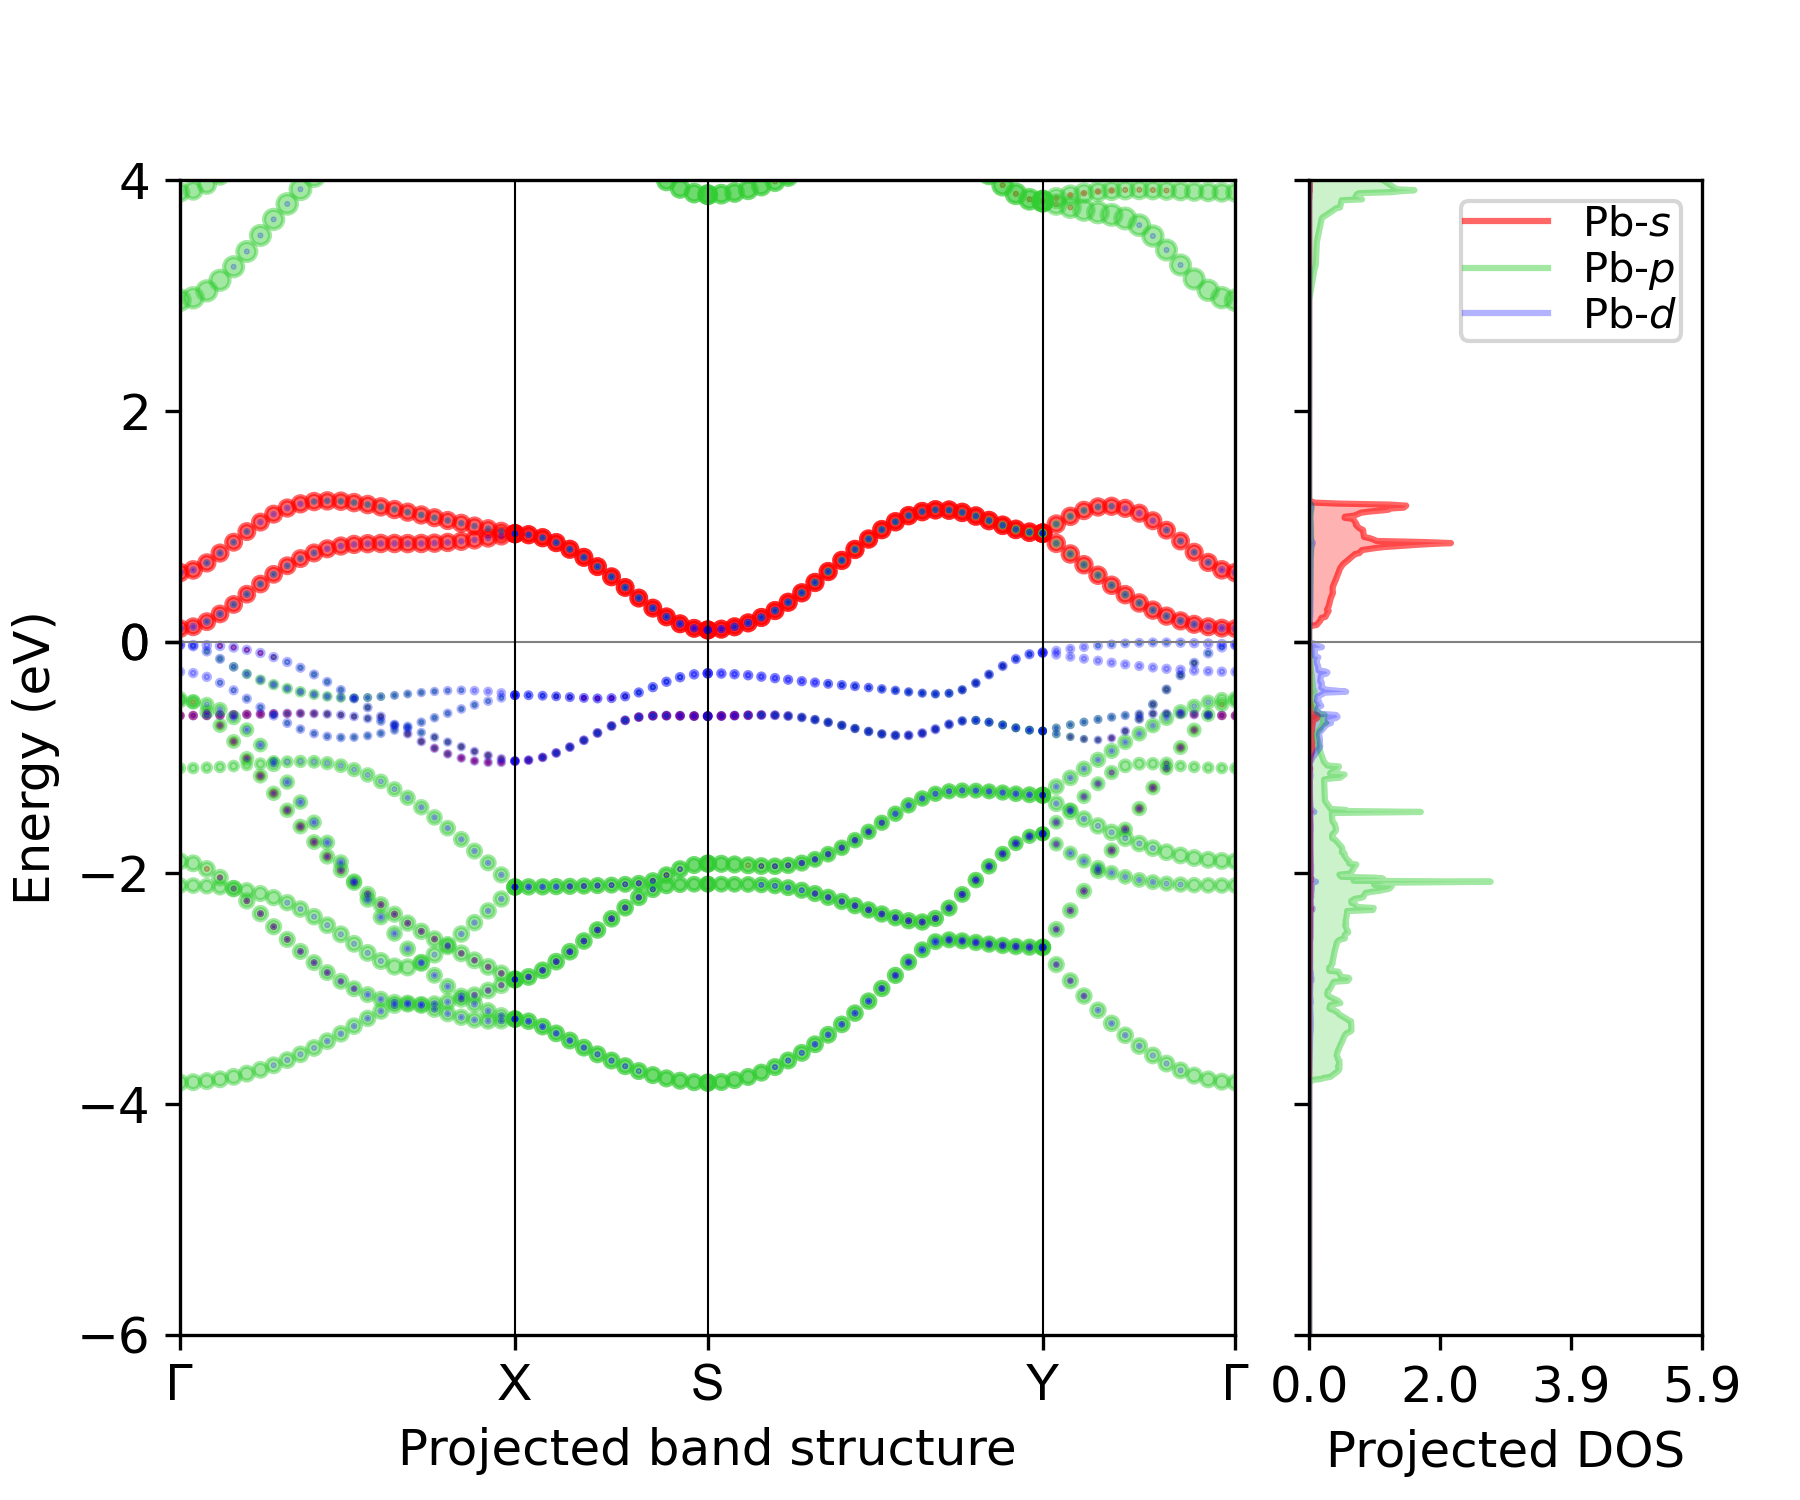 4
2
0
−2
−4
−6
Energy (eV)
Γ X S Y Γ
Projected band structure
Pb-s
Pb-p
Pb-d
0.0 2.0 3.9 5.9
Projected DOS